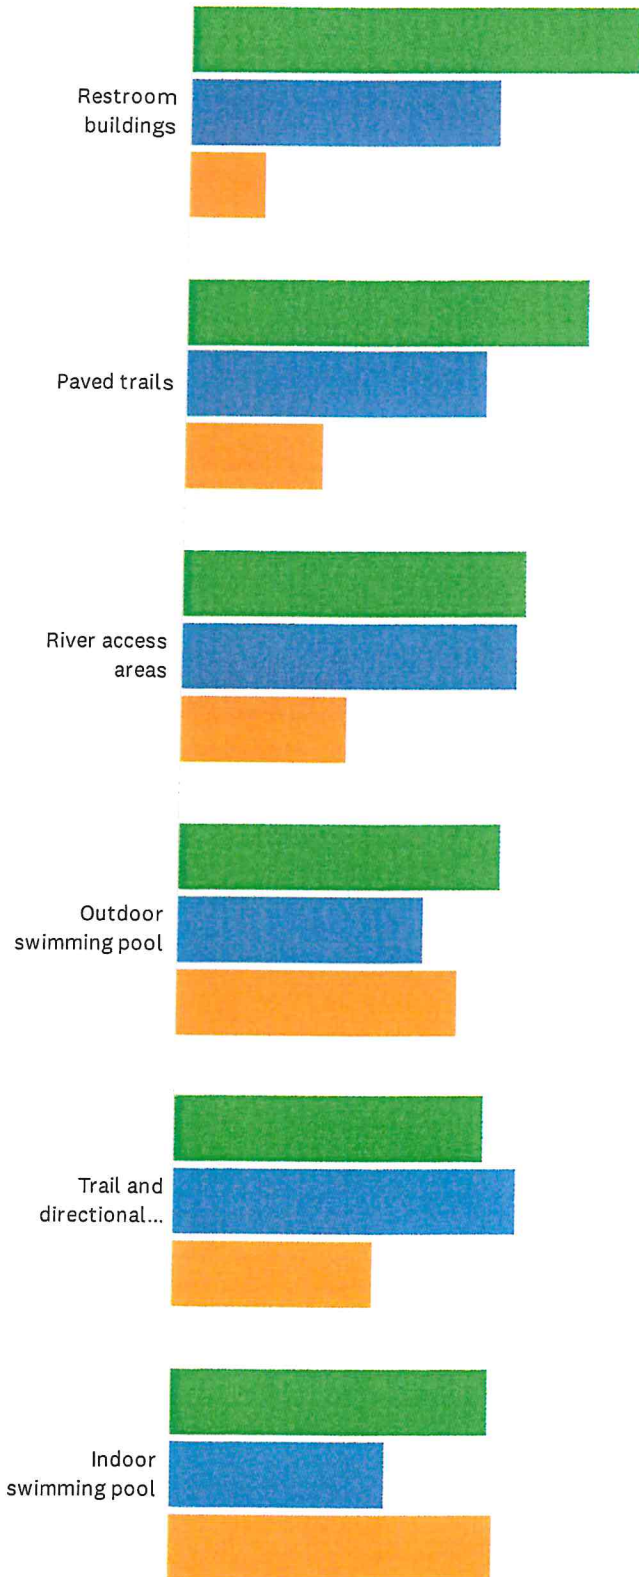 Restroom
buildings
Paved trails
River access
areas
Outdoor
swimming pool
Trail and
directional...
Indoor
swimming pool